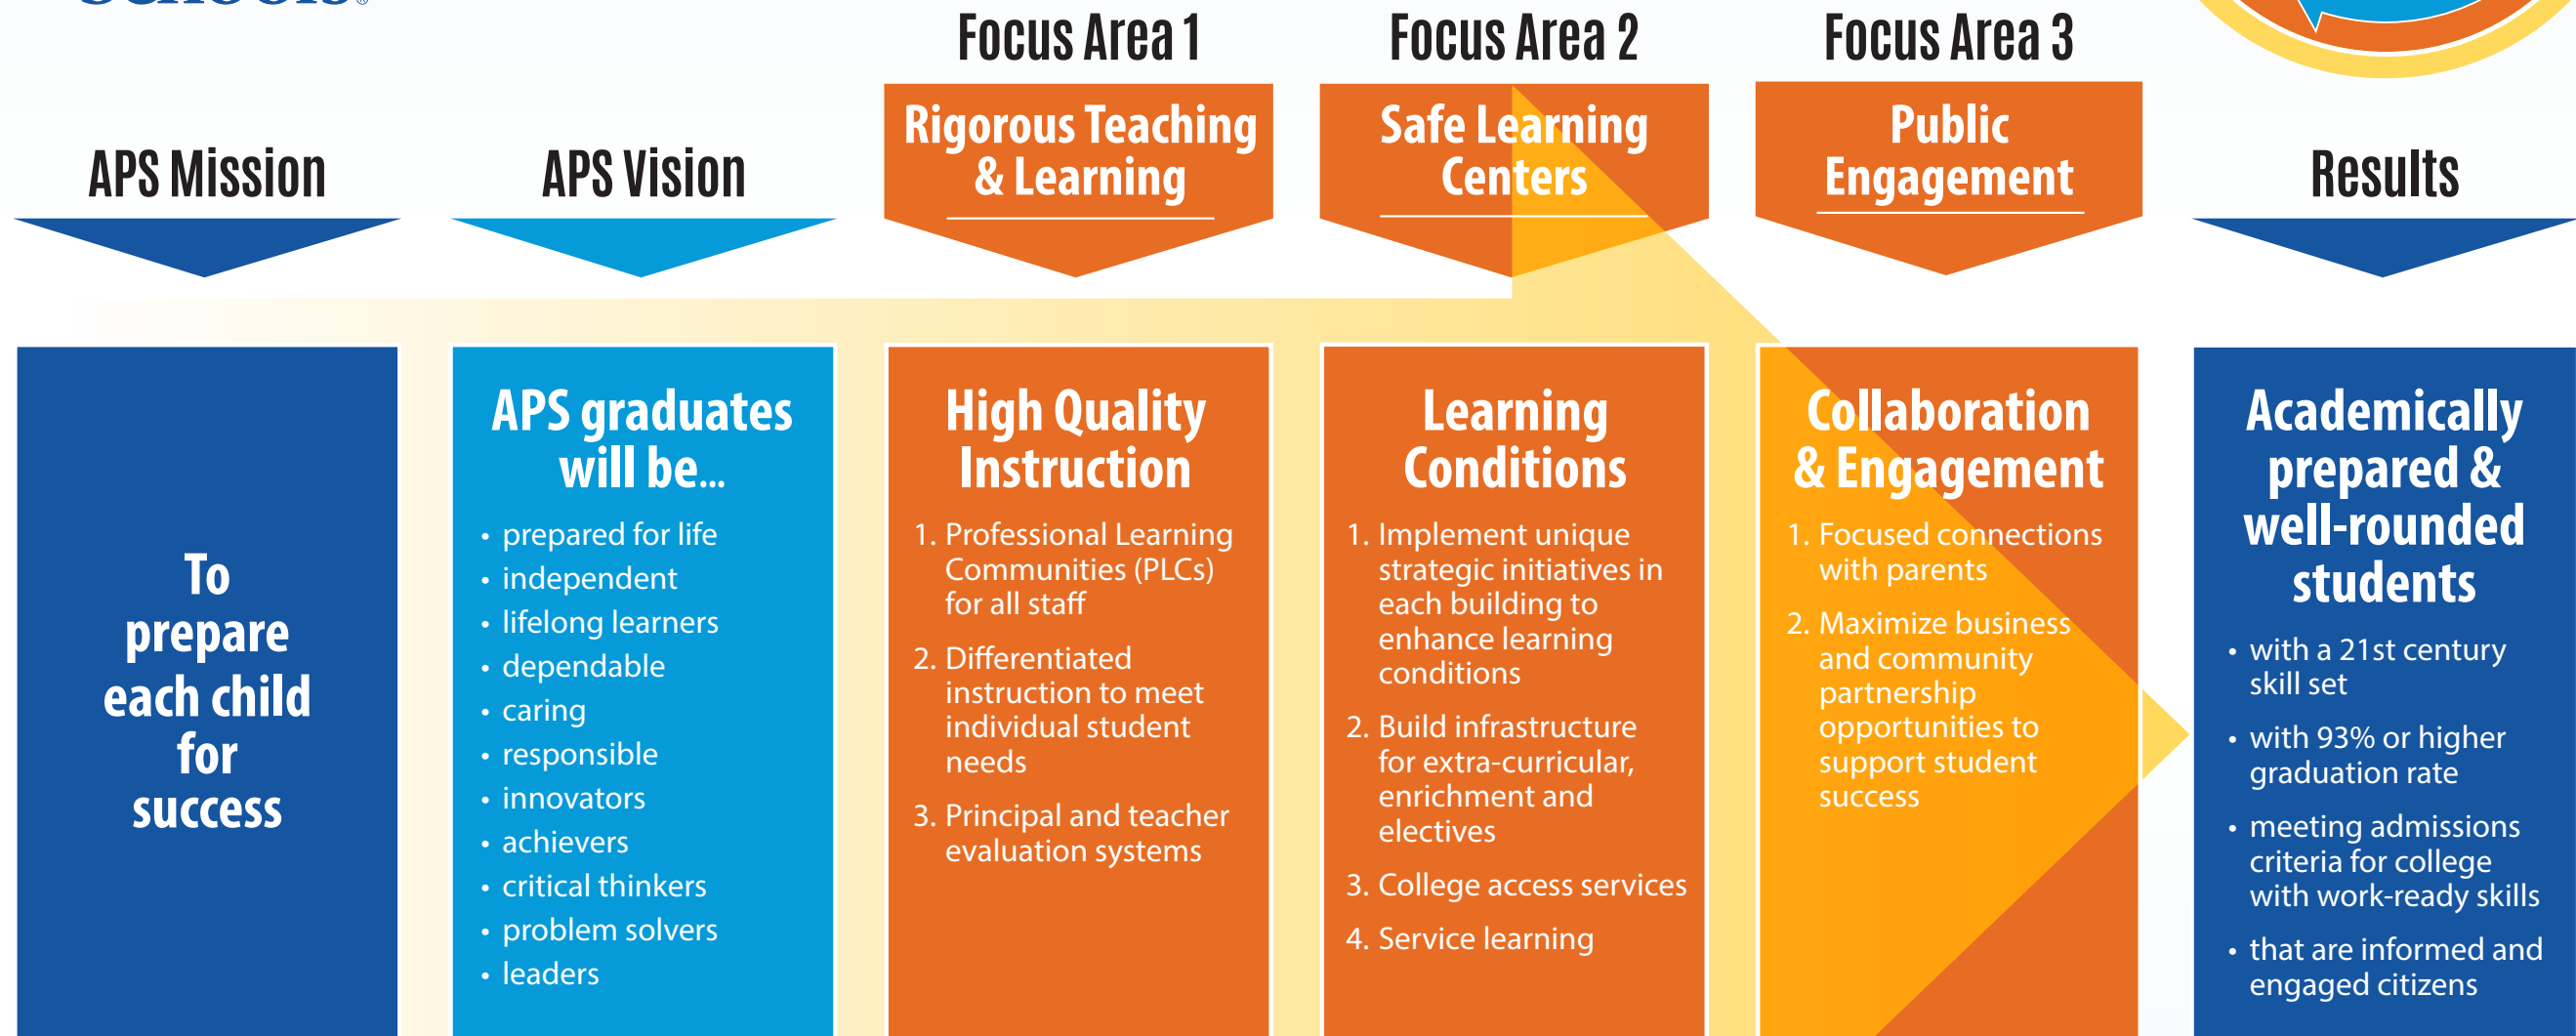 Schools®
APS Mission
To
prepare
each child
for
success
APS Vision
APS graduates
will be...
• prepared for life
• independent
• lifelong learners
• dependable
• caring
• responsible
• innovators
• achievers
• critical thinkers
• problem solvers
• leaders
Focus Area 1
Rigorous Teaching
& Learning
High Quality
Instruction
1. Professional Learning
Communities (PLCs)
for all staff
2. Differentiated
instruction to meet
individual student
needs
3. Principal and teacher
evaluation systems
Focus Area 2
Safe Learning
Centers
Learning
Conditions
1. Implement unique
strategic initiatives in
each building to
enhance learning
conditions
2. Build infrastructure
for extra-curricular,
enrichment and
electives
3. College access services
4. Service learning
Focus Area 3
Public
Engagement
Collaboration
& Engagement
1. Focused connections
with parents
2. Maximize business
and community
partnership
opportunities to
support student
success
Results
Academically
prepared &
well-rounded
students
• with a 21st century
skill set
• with 93% or higher
graduation rate
• meeting admissions
criteria for college
with work-ready skills
• that are informed and
engaged citizens